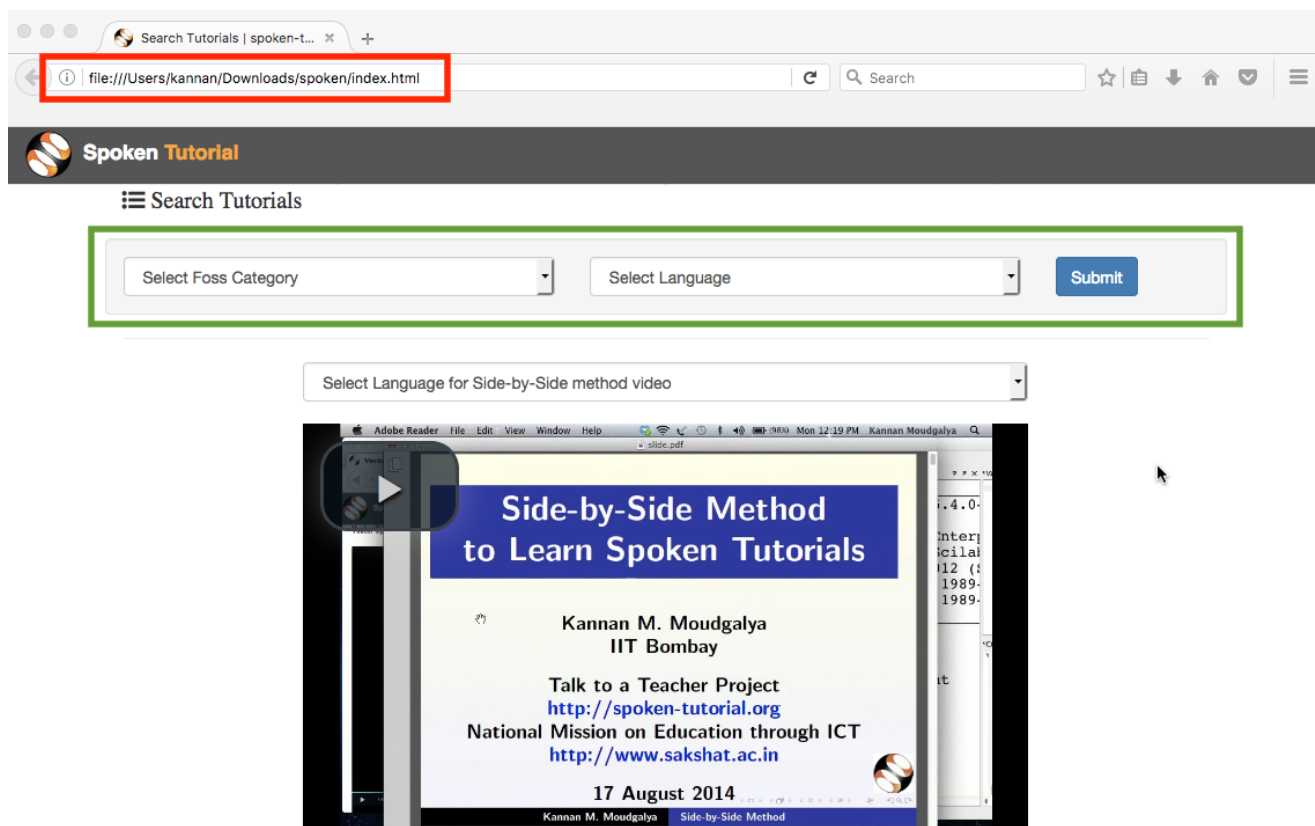 Search Tutorials | spoken-t...
file:///Users/kannan/Downloads/spoken/index.html
Search
Spoken Tutorial
Search Tutorials
Select Foss Category
Select Language
Submit
Select Language for Side-by-Side method video
Adobe Reader File Edit View Window Help
Mon 12:19 PM Kannan Moudgalya
slide.pdf
Side-by-Side Method
to Learn Spoken Tutorials
Kannan M. Moudgalya
IIT Bombay
Talk to a Teacher Project
http://spoken-tutorial.org
National Mission on Education through ICT
http://www.sakshat.ac.in
17 August 2014
Kannan M. Moudgalya Side-by-Side Method
1989-
1989-